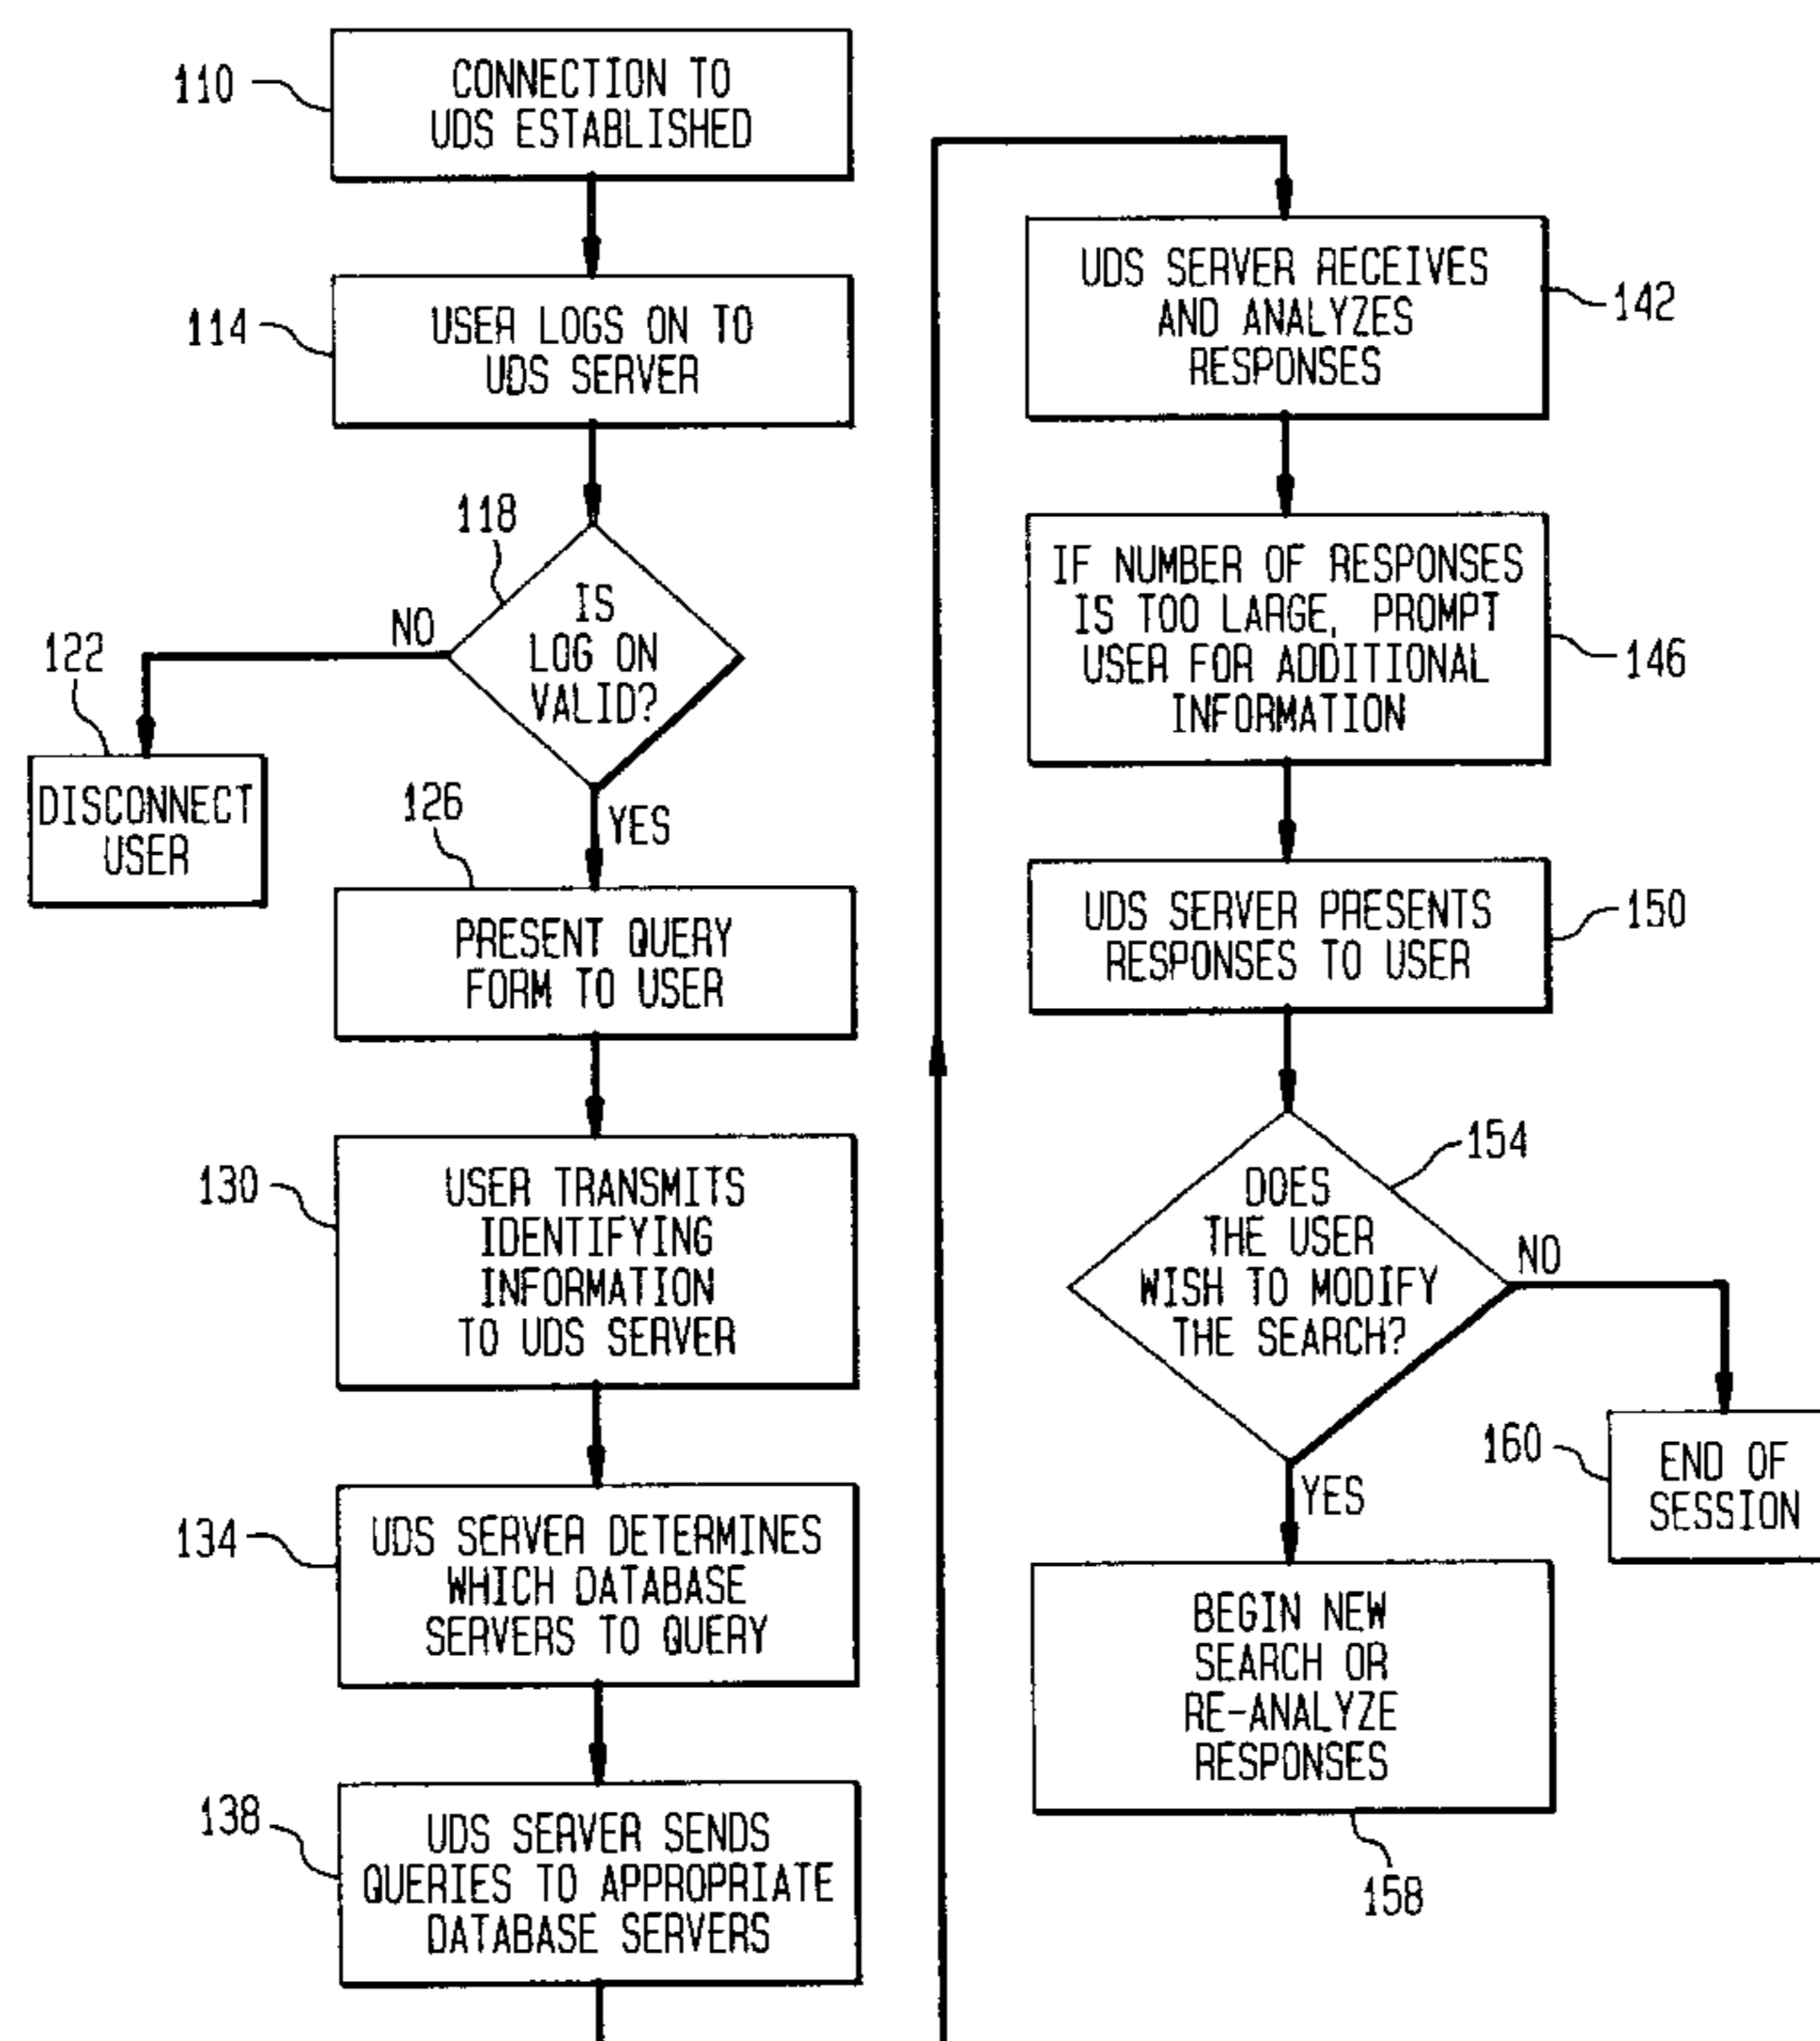 110
CONNECTION TO
UDS ESTABLISHED
114
USER LOGS ON TO
UDS SERVER
118
IS
LOG ON
VALID?
NO
122
DISCONNECT
USER
YES
126
PRESENT QUERY
FORM TO USER
130
USER TRANSMITS
IDENTIFYING
INFORMATION
TO UDS SERVER
134
UDS SERVER DETERMINES
WHICH DATABASE
SERVERS TO QUERY
138
UDS SERVER SENDS
QUERIES TO APPROPRIATE
DATABASE SERVERS
UDS SERVER RECEIVES
AND ANALYZES
RESPONSES
142
IF NUMBER OF RESPONSES
IS TOO LARGE, PROMPT
USER FOR ADDITIONAL
INFORMATION
146
UDS SERVER PRESENTS
RESPONSES TO USER
150
154
DOES
THE USER
WISH TO MODIFY
THE SEARCH?
NO
160
END OF
SESSION
YES
BEGIN NEW
SEARCH OR
RE-ANALYZE
RESPONSES
158